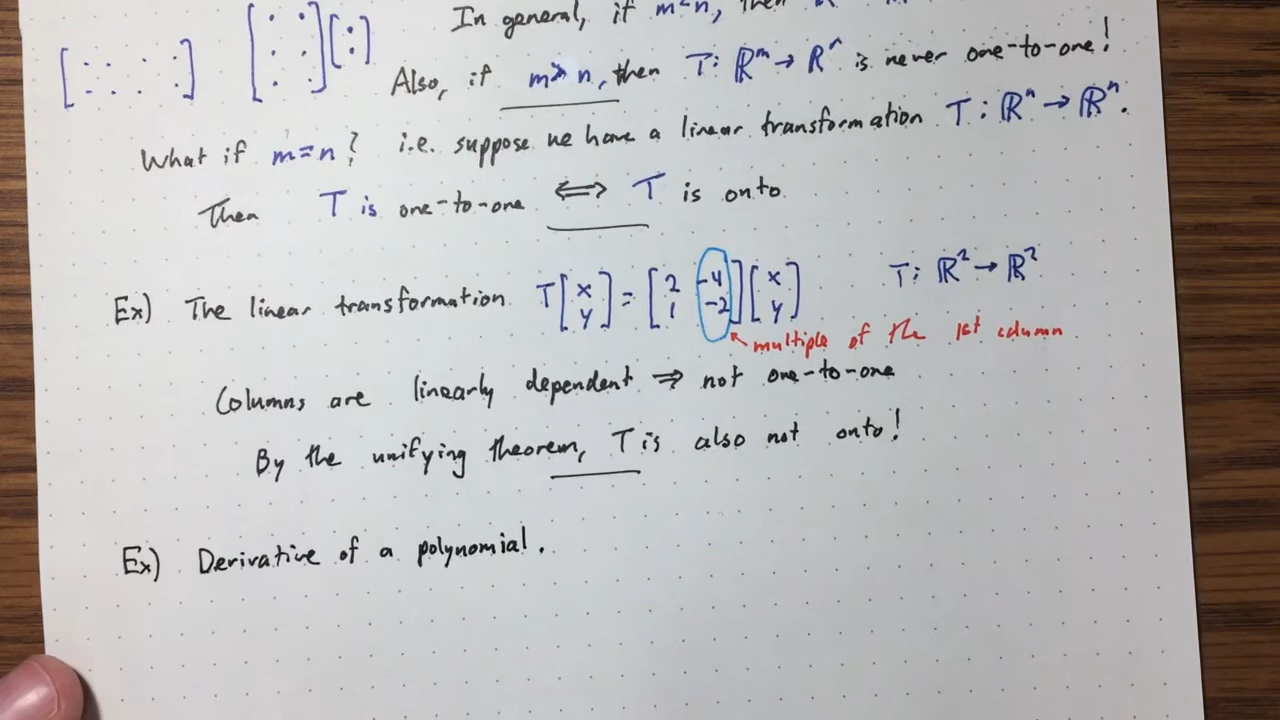 In general, if m<n, then
Also, if m>n, then T: ℝᵐ → ℝⁿ is never one-to-one!
What if m=n? i.e. suppose we have a linear transformation T: ℝⁿ → ℝⁿ.
Then T is one-to-one ⟺ T is onto
Ex) The linear transformation T[x y] = [2 -4 1 -2][x y] T: ℝ² → ℝ²
multiple of the 1st column
Columns are linearly dependent ⇒ not one-to-one
By the unifying theorem, T is also not onto!
Ex) Derivative of a polynomial.